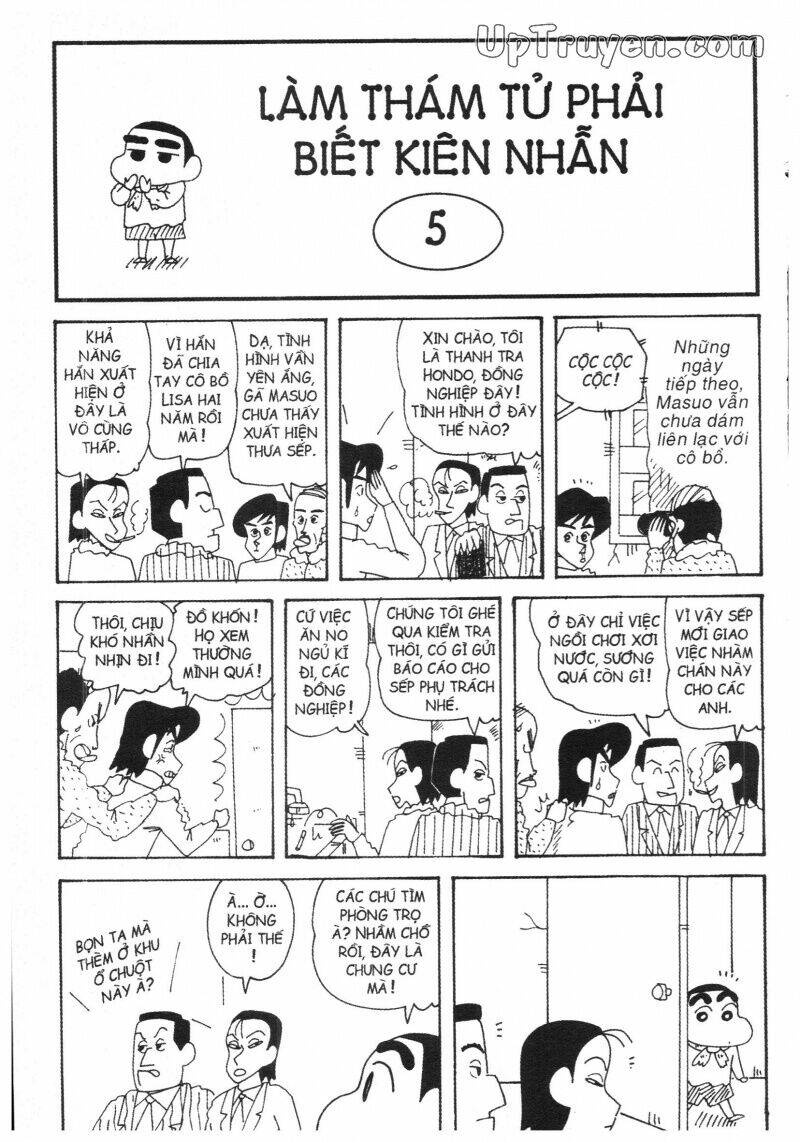 UpTruyen.com
LÀM THÁM TỬ PHẢI
BIẾT KIÊN NHẪN
5
Những
ngày
tiếp theo,
Masuo vẫn
chưa dám
liên lạc với
cô bồ.
CỘC CỘC
CỘC!
XIN CHÀO, TÔI
LÀ THANH TRA
HONDO, ĐỒNG
NGHIỆP ĐÂY!
TÌNH HÌNH Ở ĐÂY
THẾ NÀO?
DẠ, TÌNH
HÌNH VẪN
YÊN ẮNG,
GÃ MASUO
CHƯA THẤY
XUẤT HIỆN
THƯA SẾP.
VÌ HẮN
ĐÃ CHIA
TAY CÔ BỒ
LISA HAI
NĂM RỒI
MÀ!
KHẢ
NĂNG
HẮN XUẤT
HIỆN Ở
ĐÂY LÀ
VÔ CÙNG
THẤP.
VÌ VẬY SẾP
MỚI GIAO
VIỆC NHÀM
CHÁN NÀY
CHO CÁC
ANH.
Ở ĐÂY CHỈ VIỆC
NGỒI CHƠI XƠI
NƯỚC, SƯỚNG
QUÁ CÒN GÌ!
CHÚNG TÔI GHÉ
QUA KIỂM TRA
THÔI, CÓ GÌ GỬI
BÁO CÁO CHO
SẾP PHỤ TRÁCH
NHÉ.
CỨ VIỆC
ĂN NO
NGỦ KĨ
ĐI, CÁC
ĐỒNG
NGHIỆP!
ĐỒ KHỐN!
HỌ XEM
THƯỜNG
MÌNH QUÁ!
THÔI, CHỊU
KHÓ NHẪN
NHỊN ĐI!
CÁC CHÚ TÌM
PHÒNG TRỌ
À? NHẦM CHỖ
RỒI, ĐÂY LÀ
CHUNG CƯ
MÀ!
À... Ờ...
KHÔNG
PHẢI THẾ
!
BỌN TA MÀ
THÈM Ở KHU
Ổ CHUỘT
NÀY À?